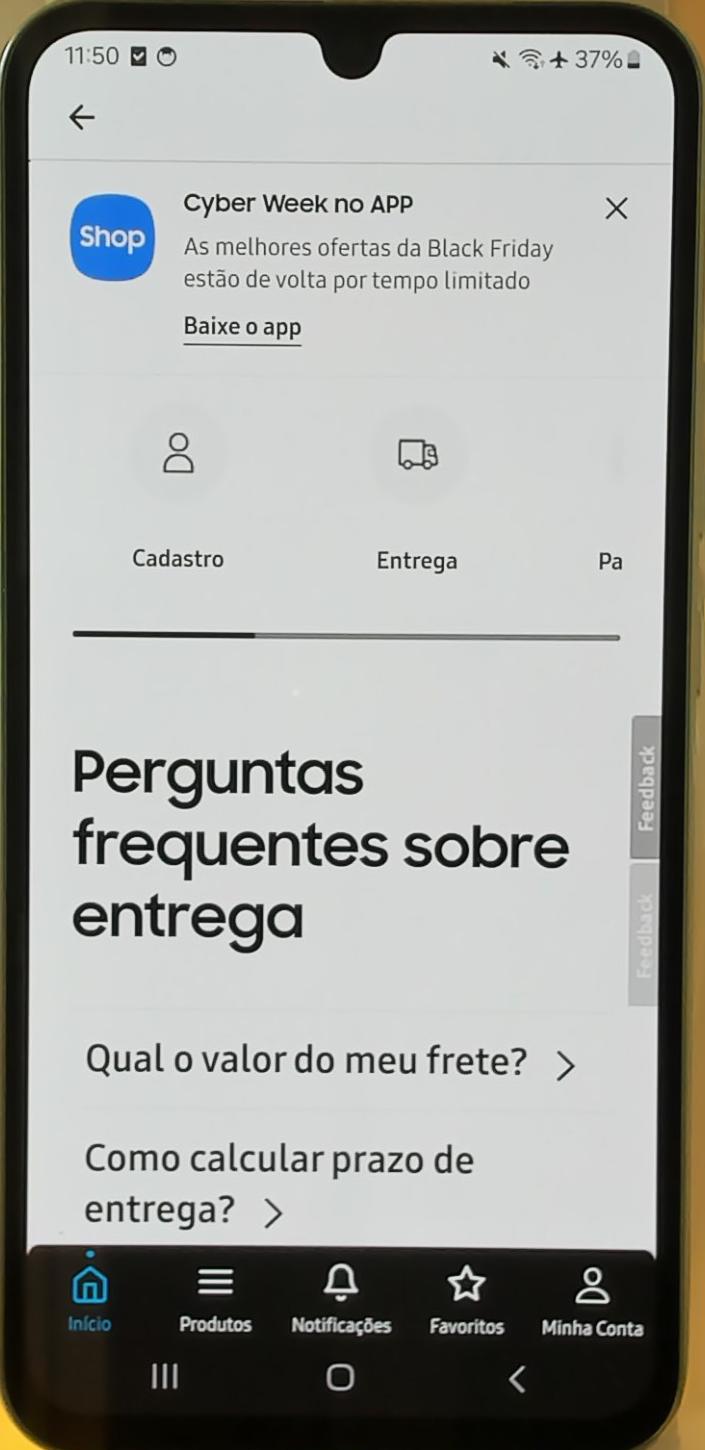 11:50 37%
Cyber Week no APP
Shop
As melhores ofertas da Black Friday
estão de volta por tempo limitado
Baixe o app
Cadastro Entrega Pa
Perguntas
frequentes sobre
entrega
Feedback
Feedback
Qual o valor do meu frete?
Como calcular prazo de
entrega?
Início Produtos Notificações Favoritos Minha Conta